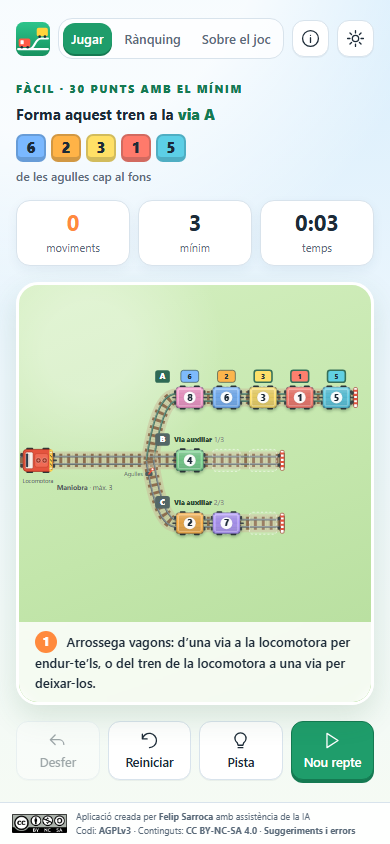 Jugar Rànquing Sobre el joc
FÀCIL · 30 PUNTS AMB EL MÍNIM
Forma aquest tren a la via A
6 2 3 1 5
de les agulles cap al fons
0 3 0:03
moviments mínim temps
A 6 2 3 1 5
8 6 3 1 5
B Via auxiliar 1/3
4
Locomotora
Agulles
Maniobra · máx. 3
C Via auxiliar 2/3
2 7
1 Arrossega vagons: d'una via a la locomotora per
endur-te'ls, o del tren de la locomotora a una via per
deixar-los.
Desfer Reiniciar Pista Nou repte
CC BY NC SA
Aplicació creada per Felip Sarroca amb assistència de la IA
Codi: AGPLv3 · Continguts: CC BY-NC-SA 4.0 · Suggeriments i errors